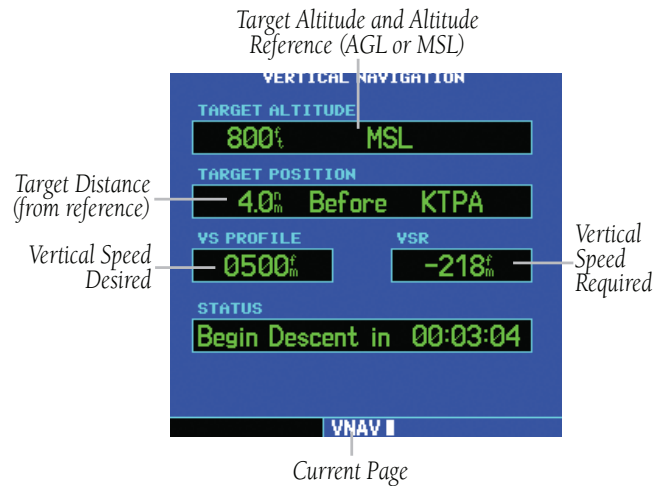 Target Altitude and Altitude
Reference (AGL or MSL)
VERTICAL NAVIGATION
TARGET ALTITUDE
800ft MSL
TARGET POSITION
Target Distance
(from reference)
4.0nm Before KTPA
VS PROFILE
VSR
Vertical Speed
Desired
0500fm
-218fm
Vertical
Speed
Required
STATUS
Begin Descent in 00:03:04
VNAV
Current Page